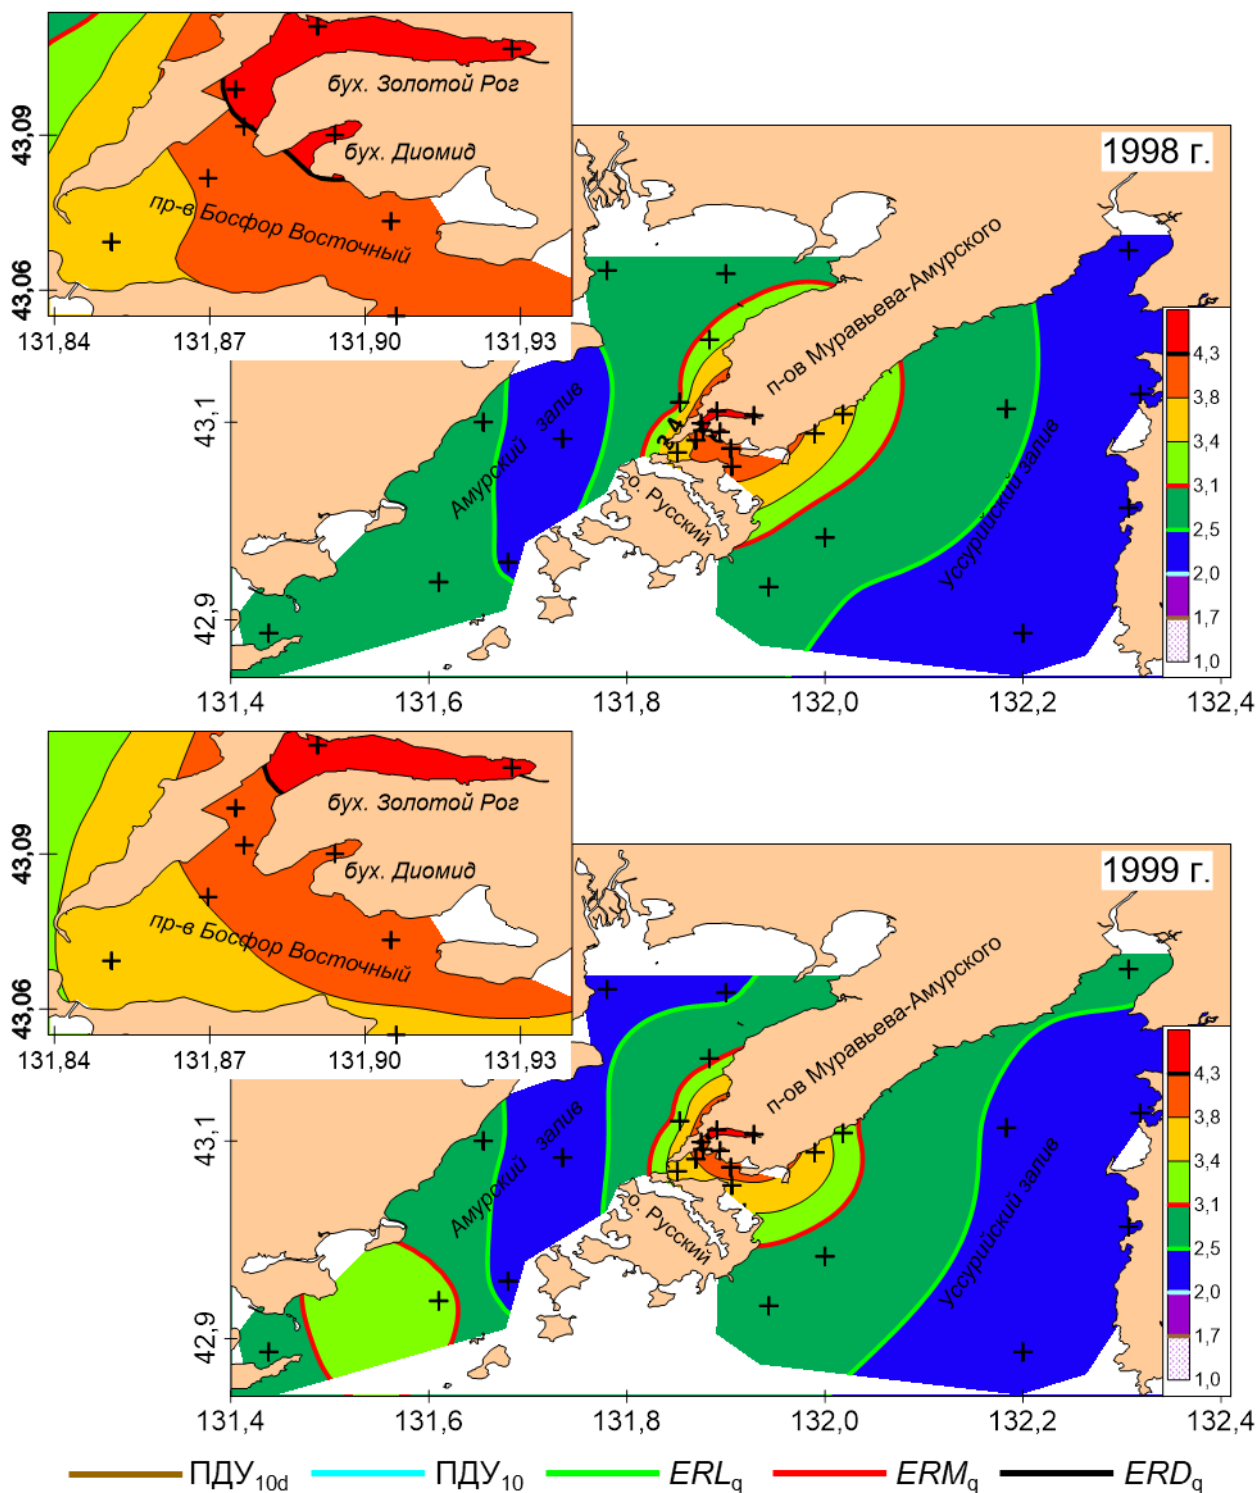 1998 г.
бух. Золотой Рог
бух. Диомид
пр-в Босфор Восточный
43,09
43,06
131,84
131,87
131,90
131,93
п-ов Муравьева-Амурского
Амурский залив
о. Русский
Уссурийский залив
3,4
43,1
42,9
131,4
131,6
131,8
132,0
132,2
132,4
4,3
3,8
3,4
3,1
2,5
2,0
1,7
1,0
1999 г.
бух. Золотой Рог
бух. Диомид
пр-в Босфор Восточный
43,09
43,06
131,84
131,87
131,90
131,93
п-ов Муравьева-Амурского
Амурский залив
о. Русский
Уссурийский залив
43,1
42,9
131,4
131,6
131,8
132,0
132,2
132,4
4,3
3,8
3,4
3,1
2,5
2,0
1,7
1,0
ПДУ10d ПДУ10 ERLq ERMq ERDq